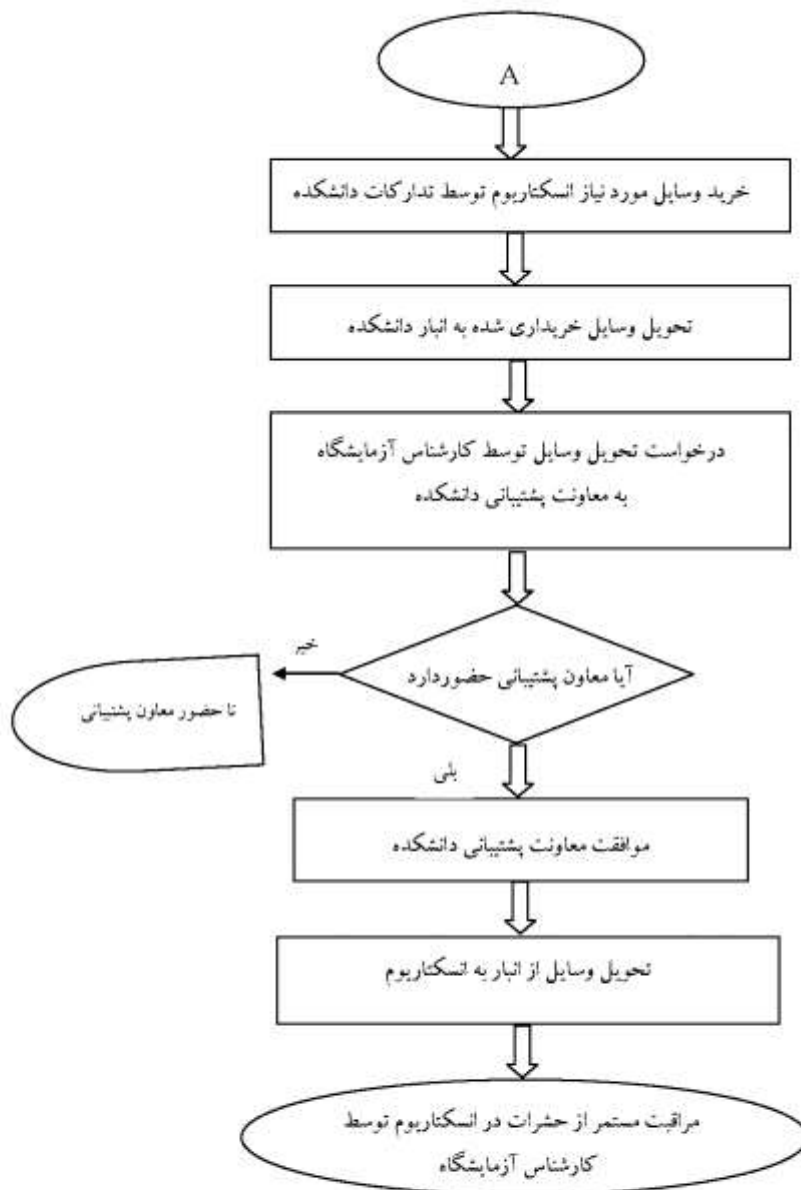 A
خرید وسایل مورد نیاز انسکتاریوم توسط تدارکات دانشکده
تحویل وسایل خریداری شده به انبار دانشکده
درخواست تحویل وسایل توسط کارشناس آزمایشگاه
به معاونت پشتیبانی دانشکده
آیا معاون پشتیبانی حضوردارد
خیر
تا حضور معاون پشتیبانی
بلی
موافقت معاونت پشتیبانی دانشکده
تحویل وسایل از انبار به انسکتاریوم
مراقبت مستمر از حشرات در انسکتاریوم توسط
کارشناس آزمایشگاه